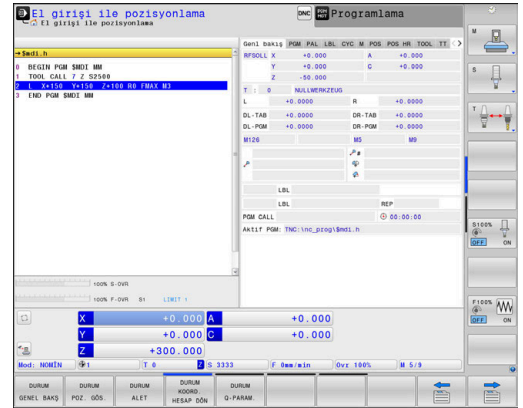 El girişi ile pozisyonlama
El girişi ile pozisyonlama
DNC
Programlama
→$mdi.h
0 BEGIN PGM $MDI MM
1 TOOL CALL 7 Z S2500
2 L X+150 Y+150 Z+100 R0 FMAX M3
3 END PGM $MDI MM
Genl bakış PGM PAL LBL CYC M POS POS HR TOOL TT
RFSOLL X +0.000 A +0.000
Y +0.000 C +0.000
Z -50.000
T : 0 NULLWERKZEUG
L +0.0000 R +0.0000
DL-TAB +0.0000 DR-TAB +0.0000
DL-PGM +0.0000 DR-PGM +0.0000
M126 M5 M9
LBL
LBL REP
PGM CALL 00:00:00
Aktif PGM: TNC:\nc_prog\$mdi.h
100% S-OVR
100% F-OVR S1 LIMIT 1
X +0.000 A +0.000
Y +0.000 C +0.000
Z +300.000
Mod: NOMİN 1 T 0 Z S 3333 F 0mm/min Ovr 100% M 5/9
M
S
T
S100%
OFF ON
F100%
OFF ON
DURUM GENEL BAKŞ
DURUM POZ. GÖS.
DURUM ALET
DURUM KOORD. HESAP DÖN
DURUM Q-PARAM.